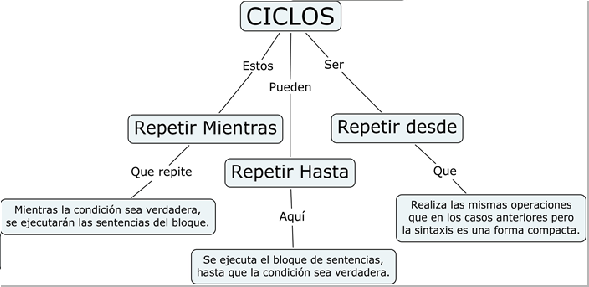 CICLOS
Estos
Pueden
Ser
Repetir Mientras
Repetir Hasta
Repetir desde
Que repite
Aquí
Que
Mientras la condición sea verdadera,
se ejecutarán las sentencias del bloque.
Se ejecuta el bloque de sentencias,
hasta que la condición sea verdadera.
Realiza las mismas operaciones
que en los casos anteriores pero
la sintaxis es una forma compacta.